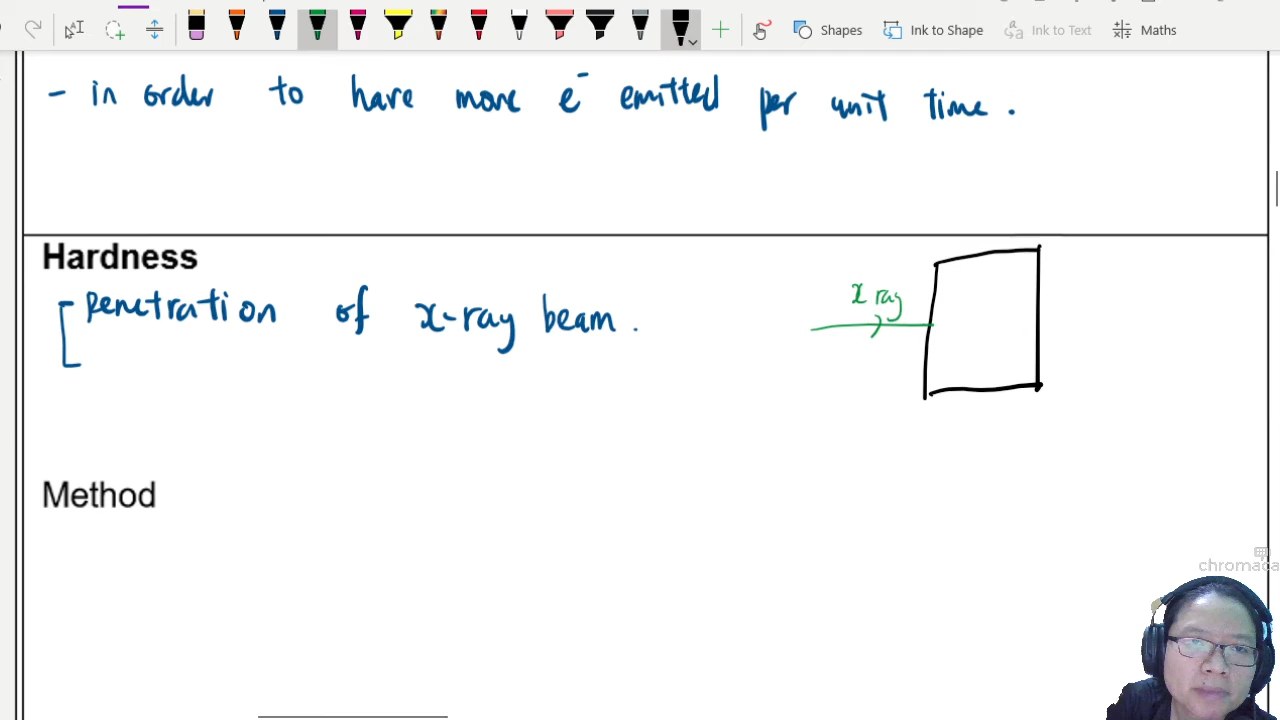 Shapes
Ink to Shape
Ink to Text
Maths
- in order to have more e⁻ emitted per unit time.
Hardness
penetration of x-ray beam.
x ray
Method
chromaca